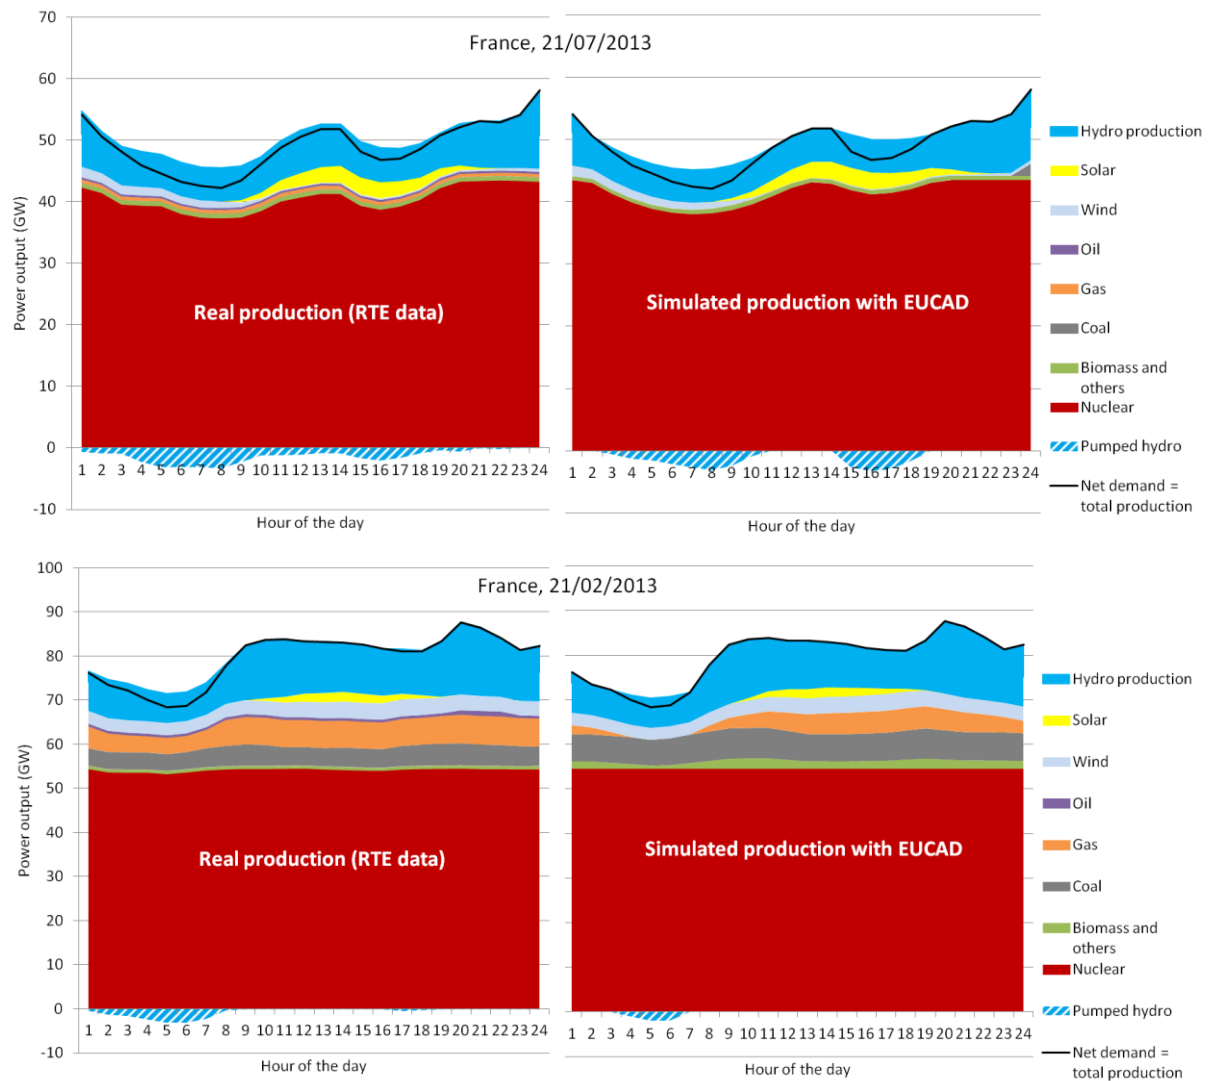 France, 21/07/2013
Power output (GW)
70
60
50
40
30
20
10
0
-10
Real production (RTE data)
Simulated production with EUCAD
1 2 3 4 5 6 7 8 9 10 11 12 13 14 15 16 17 18 19 20 21 22 23 24
1 2 3 4 5 6 7 8 9 10 11 12 13 14 15 16 17 18 19 20 21 22 23 24
Hour of the day
Hour of the day
Hydro production
Solar
Wind
Oil
Gas
Coal
Biomass and
others
Nuclear
Pumped hydro
Net demand =
total production
France, 21/02/2013
Power output (GW)
100
90
80
70
60
50
40
30
20
10
0
-10
Real production (RTE data)
Simulated production with EUCAD
1 2 3 4 5 6 7 8 9 10 11 12 13 14 15 16 17 18 19 20 21 22 23 24
1 2 3 4 5 6 7 8 9 10 11 12 13 14 15 16 17 18 19 20 21 22 23 24
Hour of the day
Hour of the day
Hydro production
Solar
Wind
Oil
Gas
Coal
Biomass and
others
Nuclear
Pumped hydro
Net demand =
total production